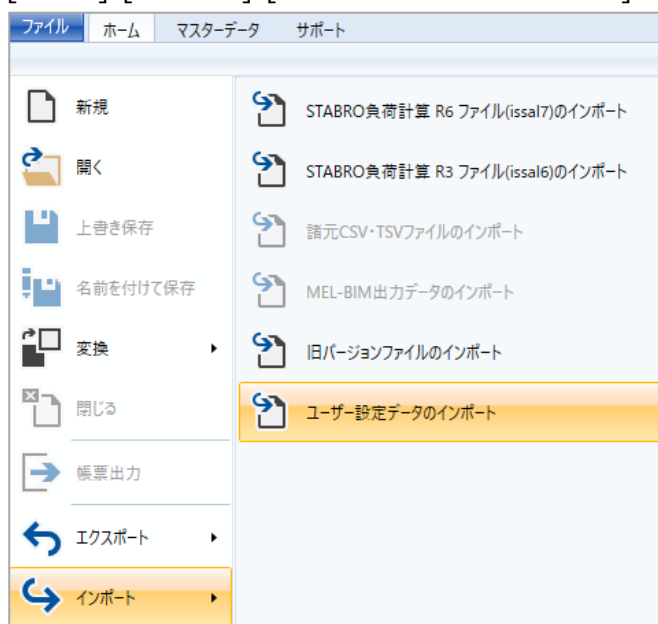 ファイル ホーム マスターデータ サポート
新規
開く
上書き保存
名前を付けて保存
変換
閉じる
帳票出力
エクスポート
インポート
STABRO負荷計算 R6 ファイル(issal7)のインポート
STABRO負荷計算 R3 ファイル(issal6)のインポート
諸元CSV・TSVファイルのインポート
MEL-BIM出力データのインポート
旧バージョンファイルのインポート
ユーザー設定データのインポート